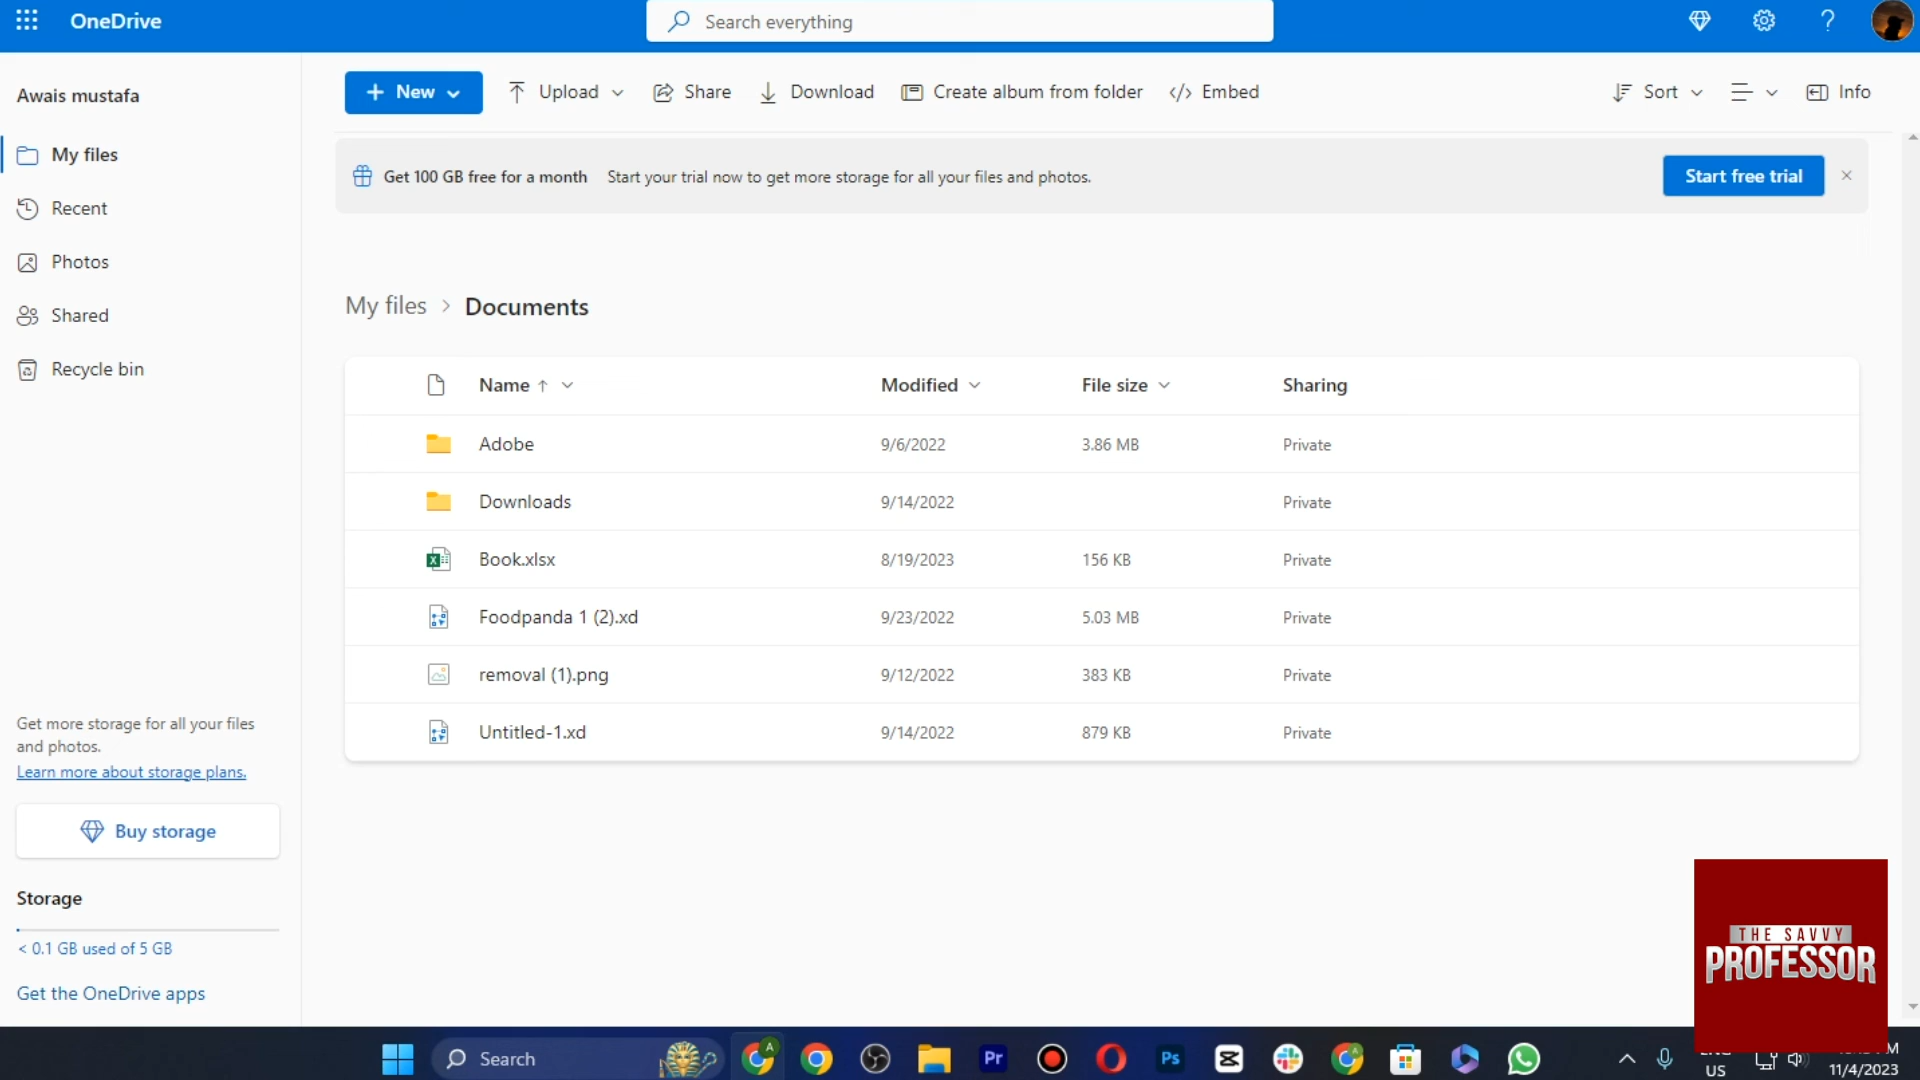 OneDrive
Search everything
Awais mustafa
My files
Recent
Photos
Shared
Recycle bin
Get more storage for all your files
and photos.
Learn more about storage plans.
Buy storage
Storage
< 0.1 GB used of 5 GB
Get the OneDrive apps
New
Upload
Share
Download
Create album from folder
Embed
Sort
Info
Get 100 GB free for a month Start your trial now to get more storage for all your files and photos.
Start free trial
My files > Documents
Name Modified File size Sharing
Adobe 9/6/2022 3.86 MB Private
Downloads 9/14/2022 Private
Book.xlsx 8/19/2023 156 KB Private
Foodpanda 1 (2).xd 9/23/2022 5.03 MB Private
removal (1).png 9/12/2022 383 KB Private
Untitled-1.xd 9/14/2022 879 KB Private
THE SAVVY
PROFESSOR
Search
A
Pr
Ps
US
11/4/2023